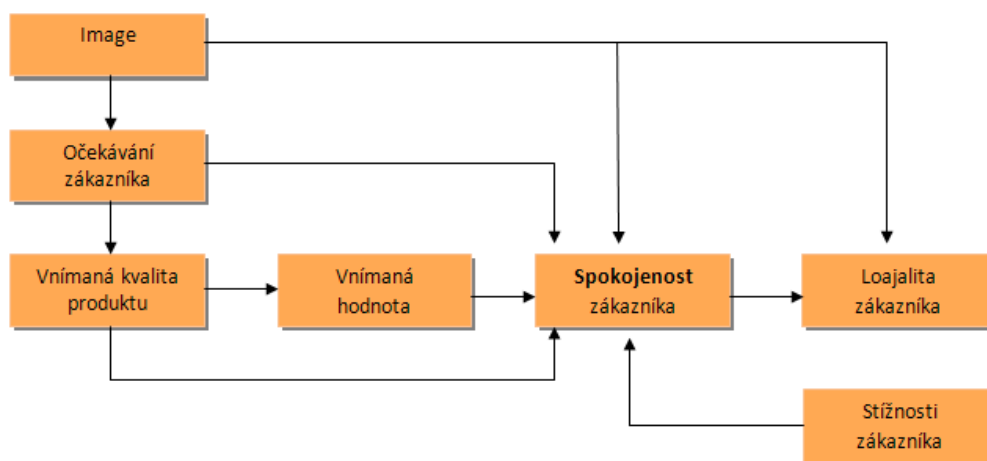 Image
Očekávání
zákazníka
Vnímaná kvalita
produktu
Vnímaná
hodnota
Spokojenost
zákazníka
Loajalita
zákazníka
Stížnosti
zákazníka